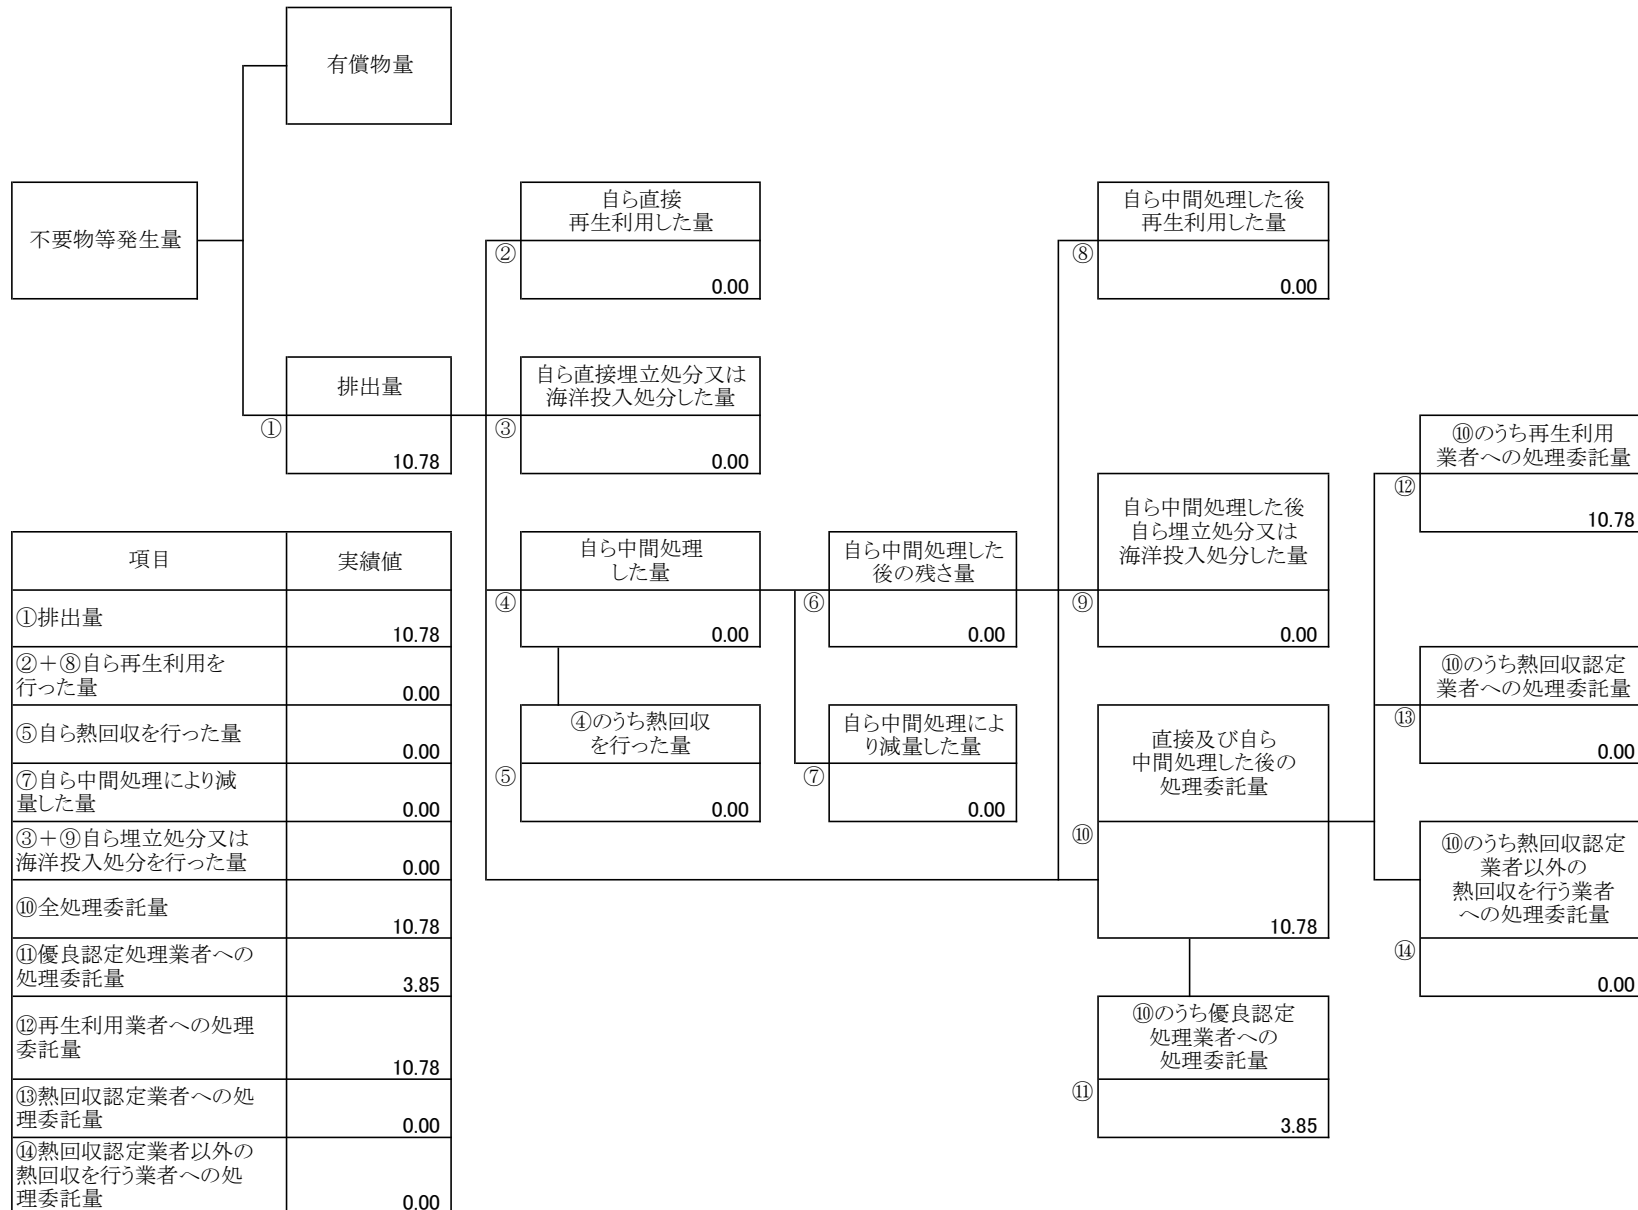 有償物量
不要物等発生量
排出量
①
10.78
自ら直接
再生利用した量
②
0.00
自ら直接埋立処分又は
海洋投入処分した量
③
0.00
自ら中間処理
した量
④
0.00
④のうち熱回収
を行った量
⑤
0.00
自ら中間処理した
後の残さ量
⑥
0.00
自ら中間処理によ
り減量した量
⑦
0.00
自ら中間処理した後
再生利用した量
⑧
0.00
自ら中間処理した後
自ら埋立処分又は
海洋投入処分した量
⑨
0.00
直接及び自ら
中間処理した後の
処理委託量
⑩
10.78
⑩のうち優良認定
処理業者への
処理委託量
⑪
3.85
⑩のうち再生利用
業者への処理委託量
⑫
10.78
⑩のうち熱回収認定
業者への処理委託量
⑬
0.00
⑩のうち熱回収認定
業者以外の
熱回収を行う業者
への処理委託量
⑭
0.00
項目
実績値
①排出量
10.78
②+⑧自ら再生利用を
行った量
0.00
⑤自ら熱回収を行った量
0.00
⑦自ら中間処理により減
量した量
0.00
③+⑨自ら埋立処分又は
海洋投入処分を行った量
0.00
⑩全処理委託量
10.78
⑪優良認定処理業者への
処理委託量
3.85
⑫再生利用業者への処理
委託量
10.78
⑬熱回収認定業者への処
理委託量
0.00
⑭熱回収認定業者以外の
熱回収を行う業者への処
理委託量
0.00